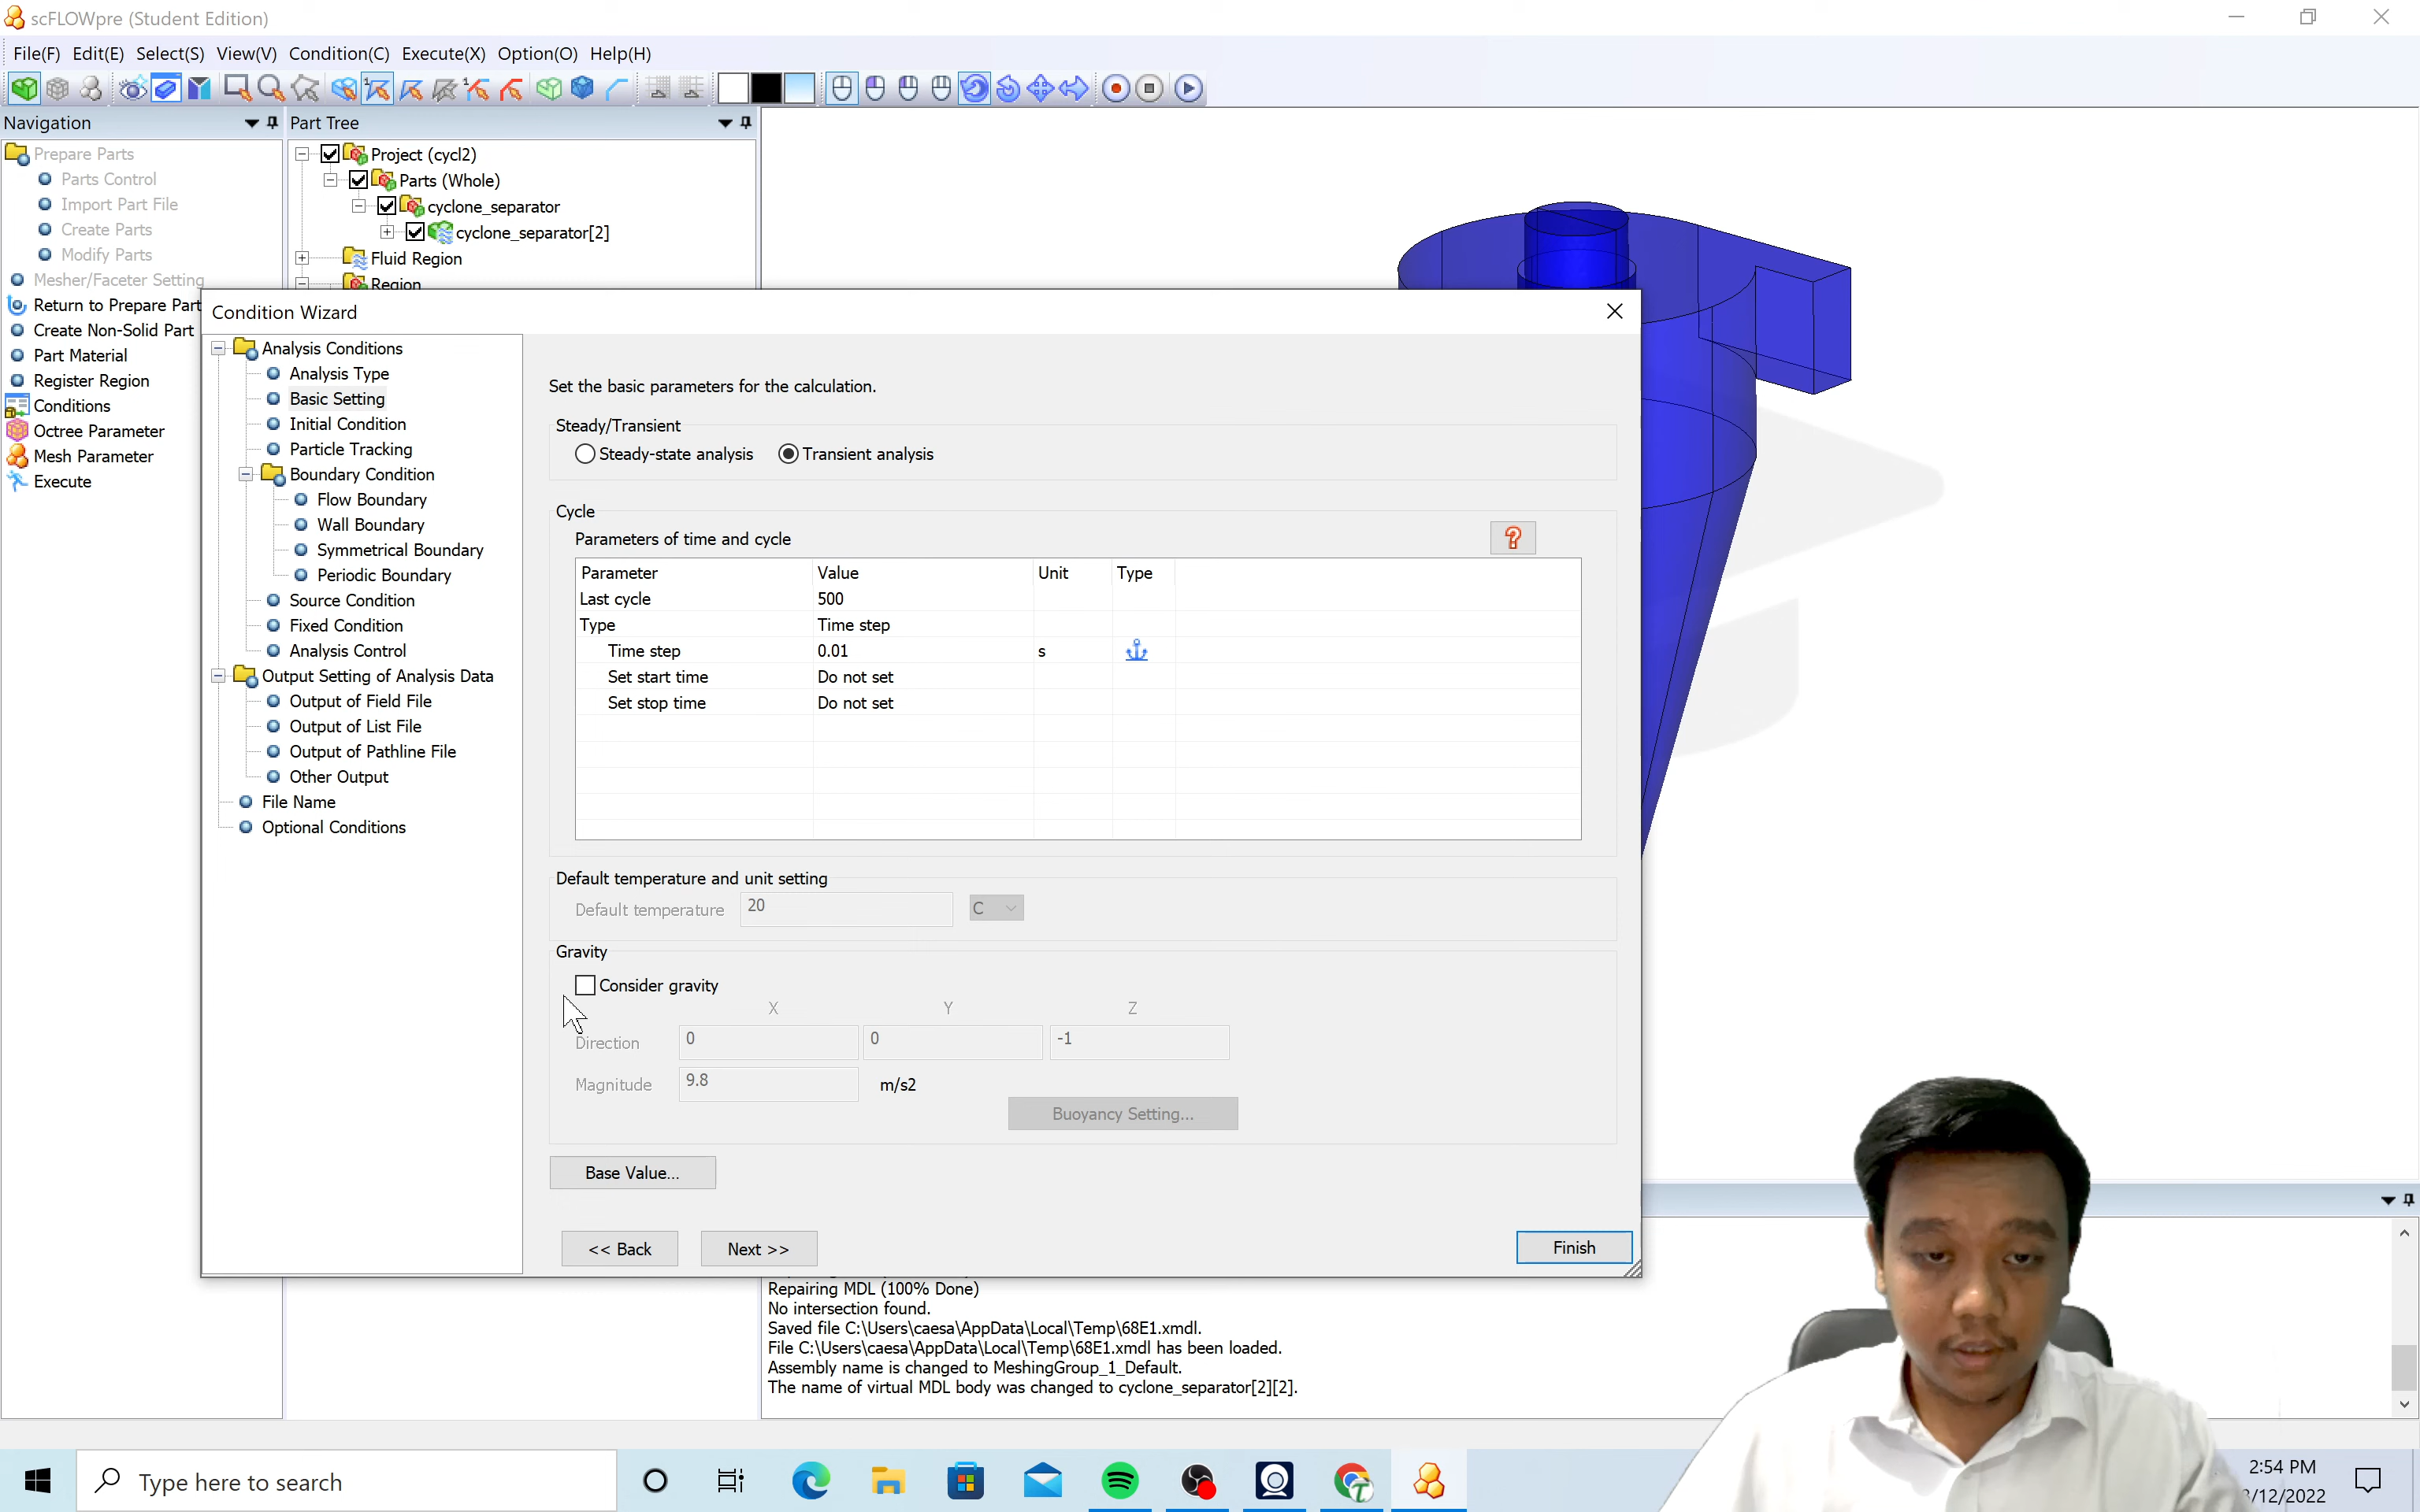 scFLOWpre (Student Edition)
File(F) Edit(E) Select(S) View(V) Condition(C) Execute(X) Option(O) Help(H)
Navigation
Prepare Parts
Parts Control
Import Part File
Create Parts
Modify Parts
Mesher/Faceter Setting
Return to Prepare Part
Create Non-Solid Part
Part Material
Register Region
Conditions
Octree Parameter
Mesh Parameter
Execute
Part Tree
Project (cycl2)
Parts (Whole)
cyclone_separator
cyclone_separator[2]
Fluid Region
Region
Condition Wizard
Analysis Conditions
Analysis Type
Basic Setting
Initial Condition
Particle Tracking
Boundary Condition
Flow Boundary
Wall Boundary
Symmetrical Boundary
Periodic Boundary
Source Condition
Fixed Condition
Analysis Control
Output Setting of Analysis Data
Output of Field File
Output of List File
Output of Pathline File
Other Output
File Name
Optional Conditions
Set the basic parameters for the calculation.
Steady/Transient
Steady-state analysis Transient analysis
Cycle
Parameters of time and cycle
?
Parameter Value Unit Type
Last cycle 500
Type Time step
Time step 0.01 s
Set start time Do not set
Set stop time Do not set
Default temperature and unit setting
Default temperature 20 C
Gravity
Consider gravity
X Y Z
Direction 0 0 -1
Magnitude 9.8 m/s2
Buoyancy Setting...
Base Value...
<< Back Next >> Finish
Repairing MDL (100% Done)
No intersection found.
Saved file C:\Users\caesa\AppData\Local\Temp\68E1.xmdl.
File C:\Users\caesa\AppData\Local\Temp\68E1.xmdl has been loaded.
Assembly name is changed to MeshingGroup_1_Default.
The name of virtual MDL body was changed to cyclone_separator[2][2].
Type here to search
2:54 PM
/12/2022